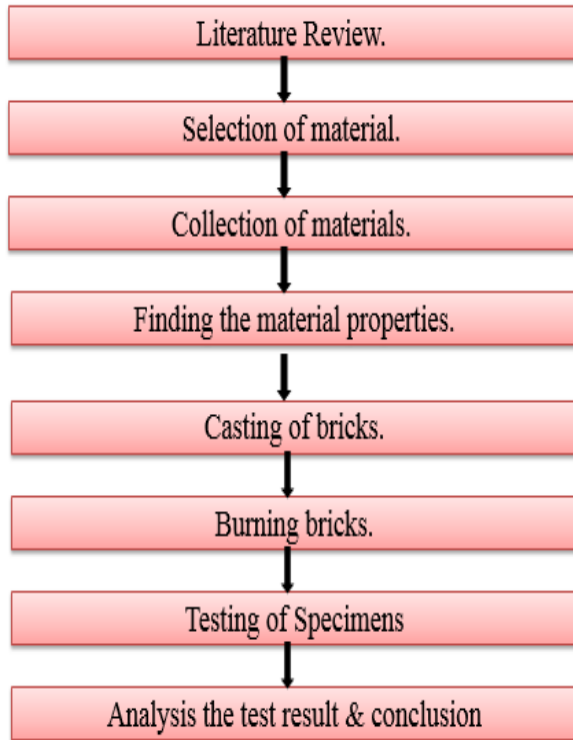 Literature Review.
Selection of material.
Collection of materials.
Finding the material properties.
Casting of bricks.
Burning bricks.
Testing of Specimens
Analysis the test result & conclusion